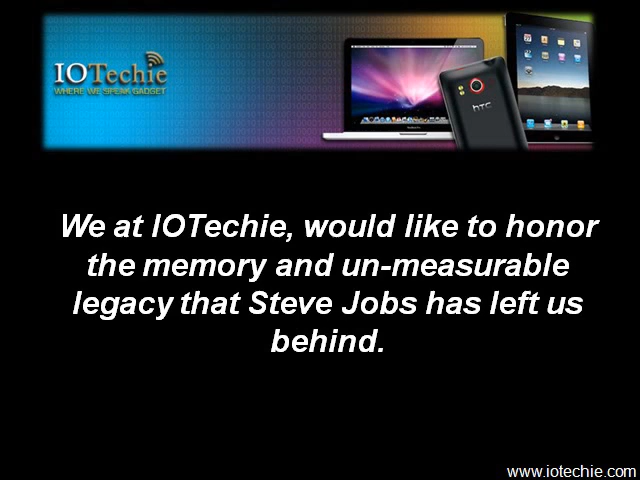 IOTechie
WHERE WE SPEAK GADGET
hTC
We at IOTechie, would like to honor
the memory and un-measurable
legacy that Steve Jobs has left us
behind.
www.iotechie.com